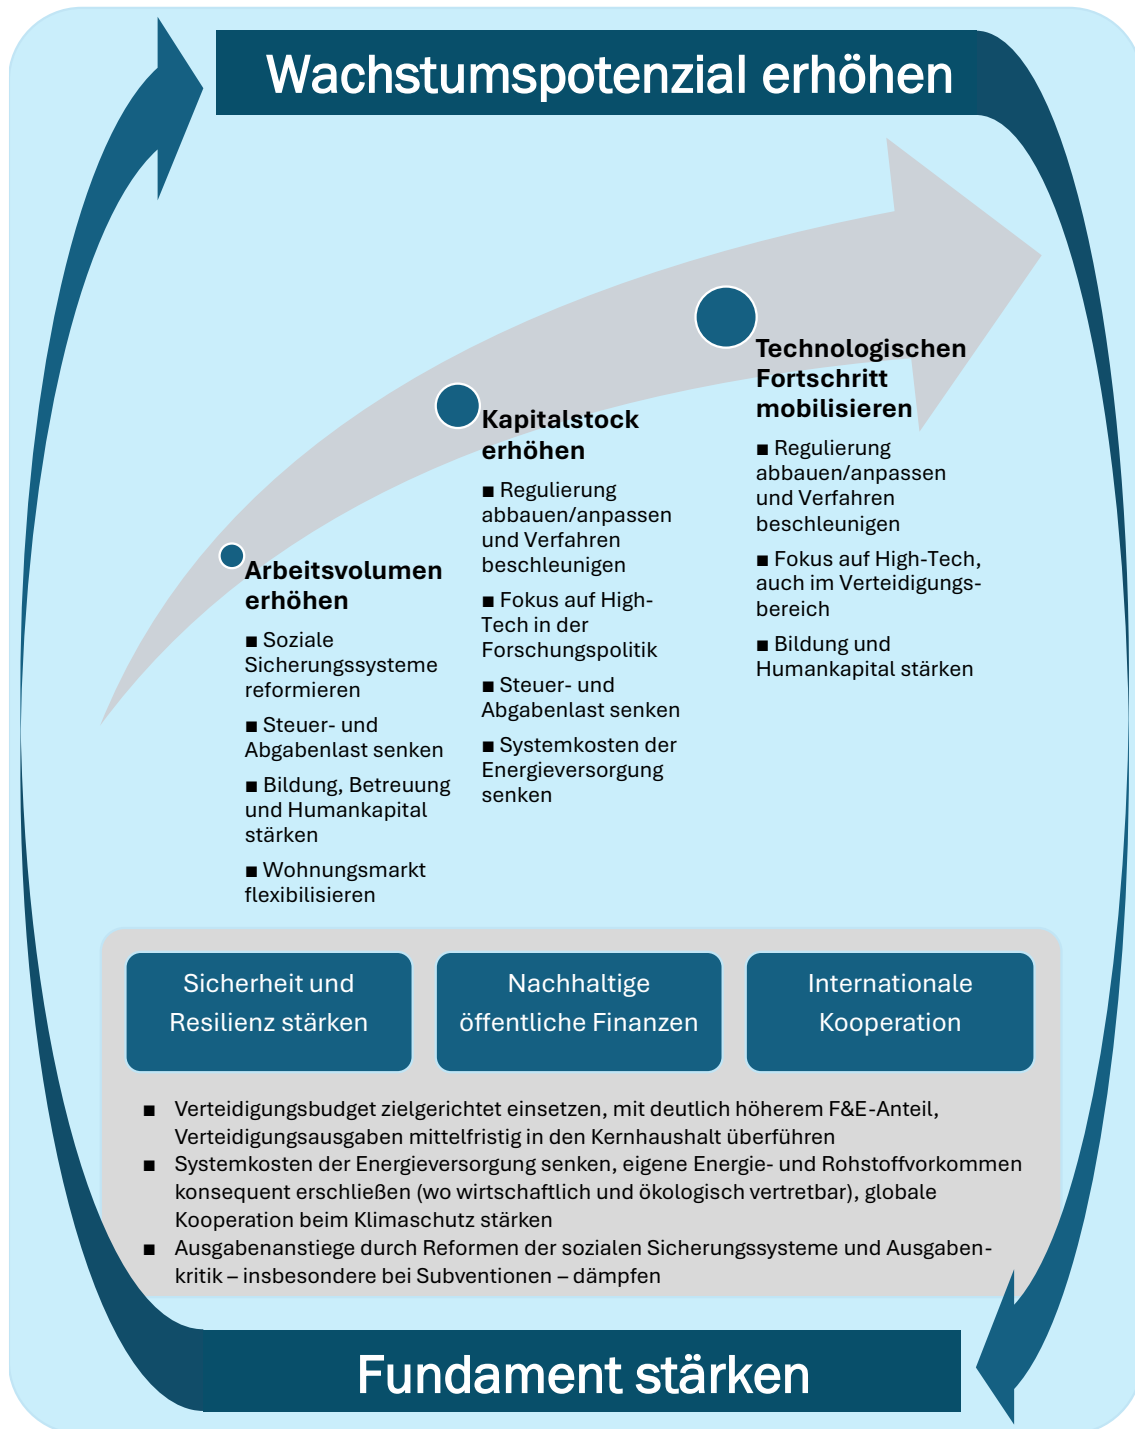 Wachstumspotenzial erhöhen
Technologischen
Fortschritt
mobilisieren
■ Regulierung
abbauen/anpassen
und Verfahren
beschleunigen
■ Fokus auf High-Tech,
auch im Verteidigungs-
bereich
■ Bildung und
Humankapital stärken
Kapitalstock
erhöhen
■ Regulierung
abbauen/anpassen
und Verfahren
beschleunigen
■ Fokus auf High-
Tech in der
Forschungspolitik
■ Steuer- und
Abgabenlast senken
■ Systemkosten der
Energieversorgung
senken
Arbeitsvolumen
erhöhen
■ Soziale
Sicherungssysteme
reformieren
■ Steuer- und
Abgabenlast senken
■ Bildung, Betreuung
und Humankapital
stärken
■ Wohnungsmarkt
flexibilisieren
Sicherheit und
Resilienz stärken
Nachhaltige
öffentliche Finanzen
Internationale
Kooperation
■ Verteidigungsbudget zielgerichtet einsetzen, mit deutlich höherem F&E-Anteil,
Verteidigungsausgaben mittelfristig in den Kernhaushalt überführen
■ Systemkosten der Energieversorgung senken, eigene Energie- und Rohstoffvorkommen
konsequent erschließen (wo wirtschaftlich und ökologisch vertretbar), globale
Kooperation beim Klimaschutz stärken
■ Ausgabenanstiege durch Reformen der sozialen Sicherungssysteme und Ausgaben-
kritik – insbesondere bei Subventionen – dämpfen
Fundament stärken